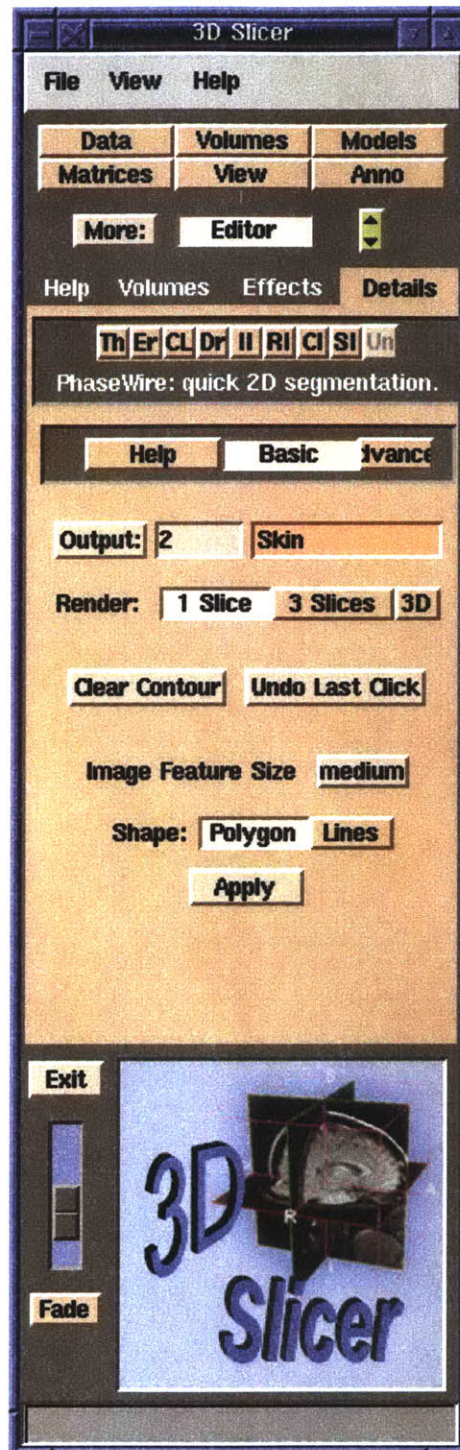 3D Slicer
File View Help
Data Volumes Models
Matrices View Anno
More: Editor
Help Volumes Effects Details
Th Er CL Dr II RI CI SI Un
PhaseWire: quick 2D segmentation.
Help Basic dvance
Output: 2 Skin
Render: 1 Slice 3 Slices 3D
Clear Contour Undo Last Click
Image Feature Size medium
Shape: Polygon Lines
Apply
Exit
R
3D
Fade
Slicer